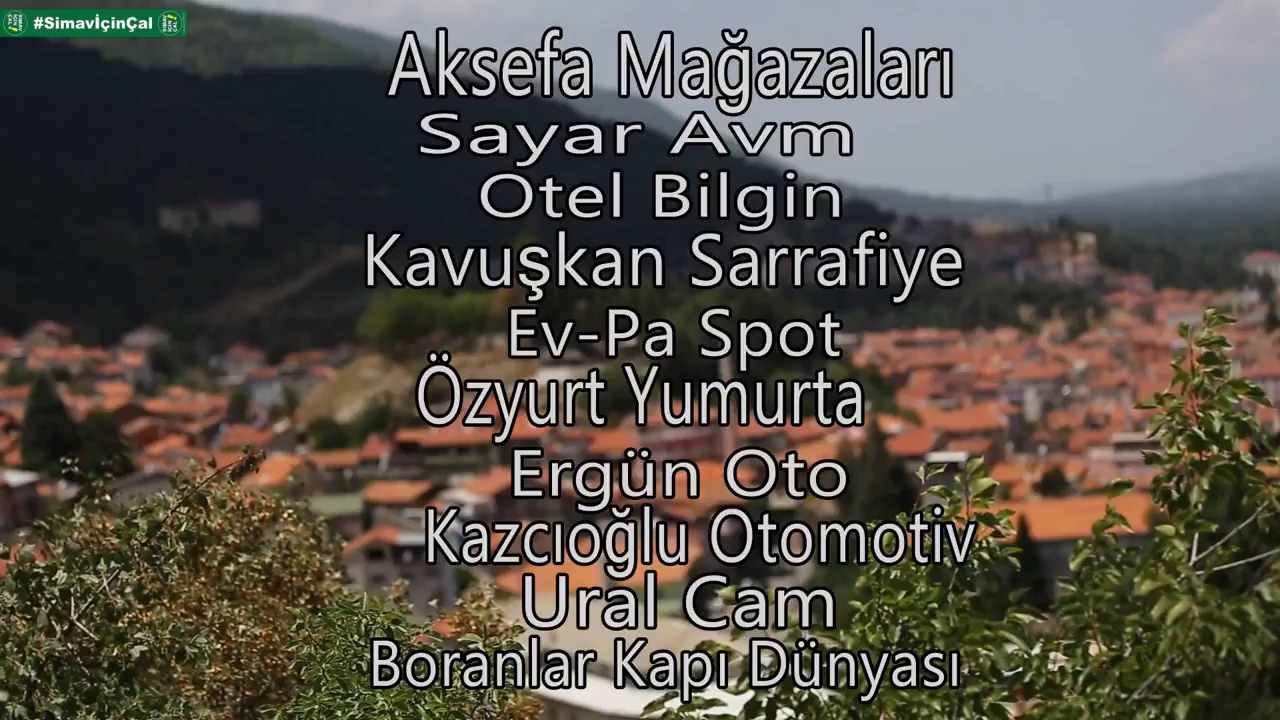 #SimavİçinÇal
Aksefa Mağazaları
Sayar Avm
Otel Bilgin
Kavuşkan Sarrafiye
Ev-Pa Spot
Özyurt Yumurta
Ergün Oto
Kazcıoğlu Otomotiv
Ural Cam
Boranlar Kapı Dünyası